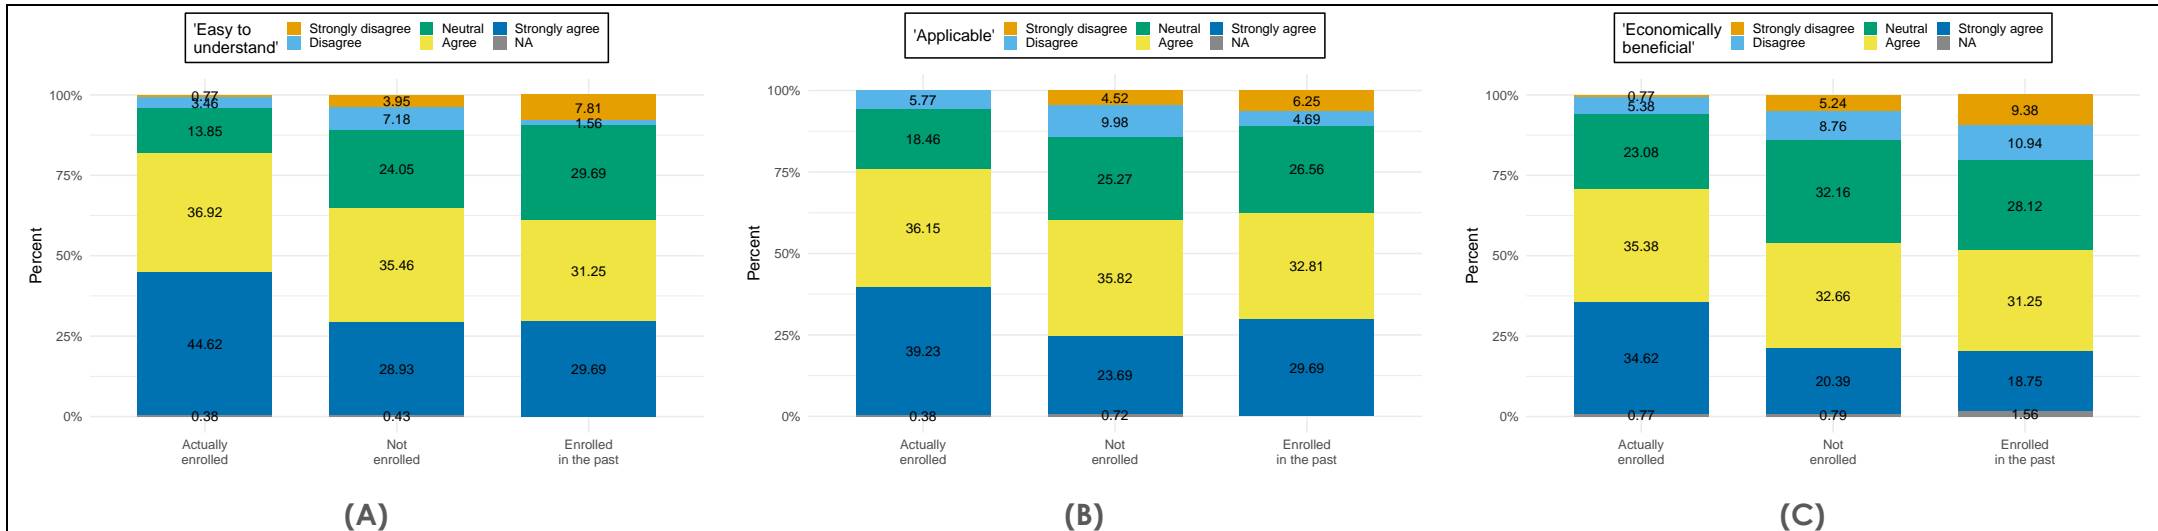 'Easy to understand'
Strongly disagree Neutral Strongly agree
Disagree Agree NA
Percent
100%
75%
50%
25%
0%
0.77 3.95 7.81
3.46 7.18 1.56
13.85 24.05 29.69
36.92 35.46 31.25
44.62 28.93 29.69
0.38 0.43
Actually enrolled Not enrolled Enrolled in the past
(A)
'Applicable'
Strongly disagree Neutral Strongly agree
Disagree Agree NA
Percent
100%
75%
50%
25%
0%
4.52 6.25
5.77 9.98 4.69
18.46 25.27 26.56
36.15 35.82 32.81
39.23 23.69 29.69
0.38 0.72
Actually enrolled Not enrolled Enrolled in the past
(B)
'Economically beneficial'
Strongly disagree Neutral Strongly agree
Disagree Agree NA
Percent
100%
75%
50%
25%
0%
0.77 5.24 9.38
5.38 8.76 10.94
23.08 32.16 28.12
35.38 32.66 31.25
34.62 20.39 18.75
0.77 0.79 1.56
Actually enrolled Not enrolled Enrolled in the past
(C)